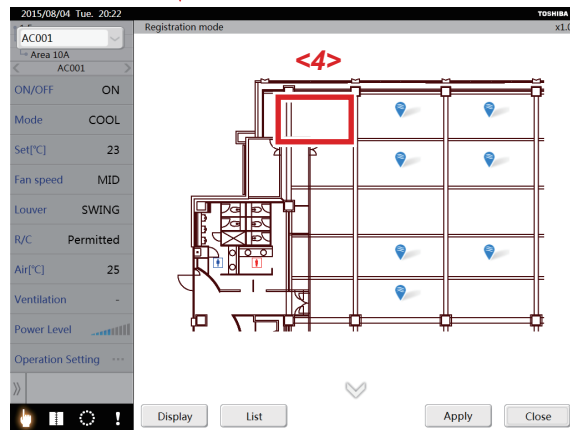 2015/08/04 Tue. 20:22
TOSHIBA
Registration mode
x1.0
AC001
Area 10A
AC001
<4>
ON/OFF ON
Mode COOL
Set[°C] 23
Fan speed MID
Louver SWING
R/C Permitted
Air[°C] 25
Ventilation -
Power Level
Operation Setting ...
Display
List
Apply
Close